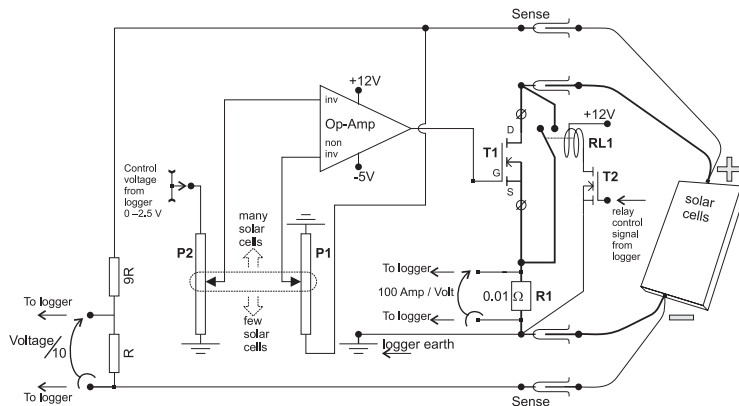 Sense
+12V
inv
Op-Amp
non
inv
-5V
+12V
D
RL1
T1
G
S
T2
Control
voltage
from
logger
0 –2.5 V
many
solar
cells
P2
P1
relay
control
signal
from
logger
solar
cells
9R
To logger
100 Amp / Volt
0.01 Ω
R1
To logger
few
solar
cells
To logger
Voltage
/10
R
logger earth
To logger
Sense